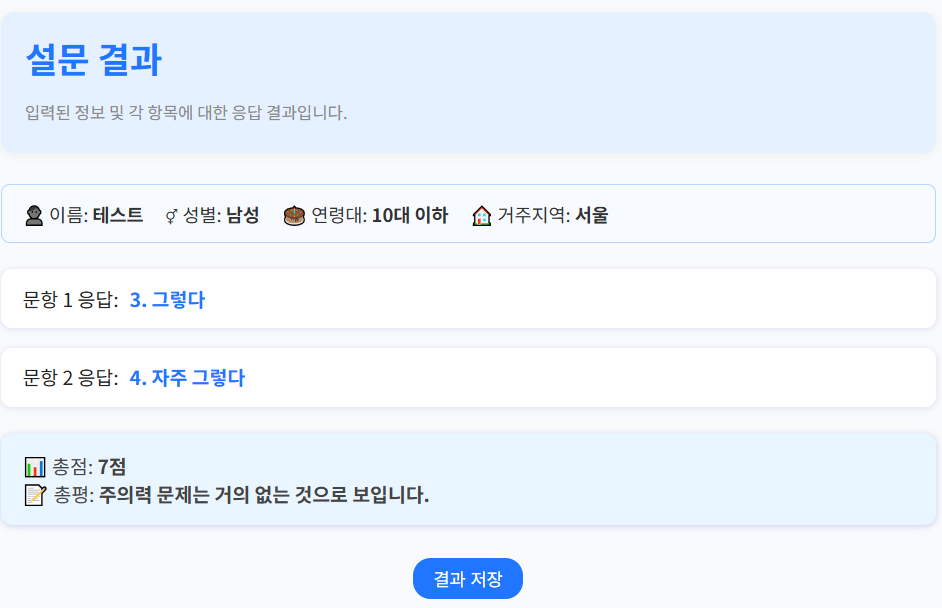 설문 결과
입력된 정보 및 각 항목에 대한 응답 결과입니다.
이름: 테스트 성별: 남성 연령대: 10대 이하 거주지역: 서울
문항 1 응답: 3. 그렇다
문항 2 응답: 4. 자주 그렇다
총점: 7점
총평: 주의력 문제는 거의 없는 것으로 보입니다.
결과 저장